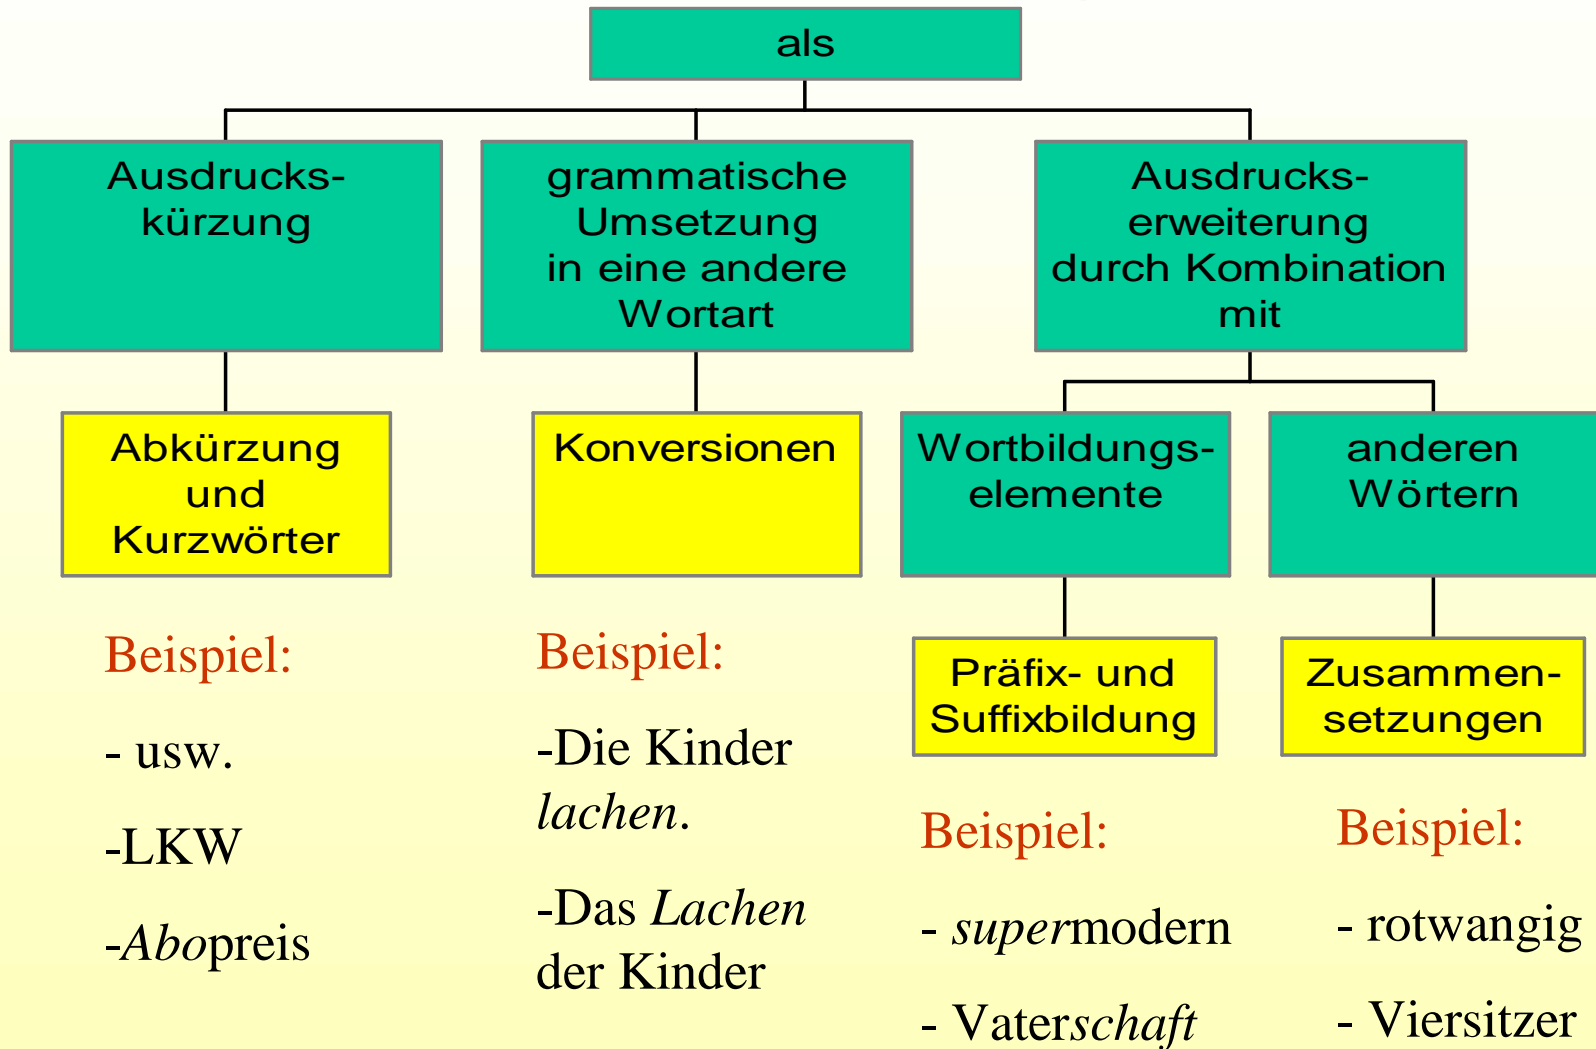 als
Ausdrucks-
kürzung
grammatische
Umsetzung
in eine andere
Wortart
Ausdrucks-
erweiterung
durch Kombination
mit
Abkürzung
und
Kurzwörter
Konversionen
Wortbildungs-
elemente
anderen
Wörtern
Präfix- und
Suffixbildung
Zusammen-
setzungen
Beispiel:
- usw.
-LKW
-Abopreis
Beispiel:
-Die Kinder
lachen.
-Das Lachen
der Kinder
Beispiel:
- supermodern
- Vaterschaft
Beispiel:
- rotwangig
- Viersitzer